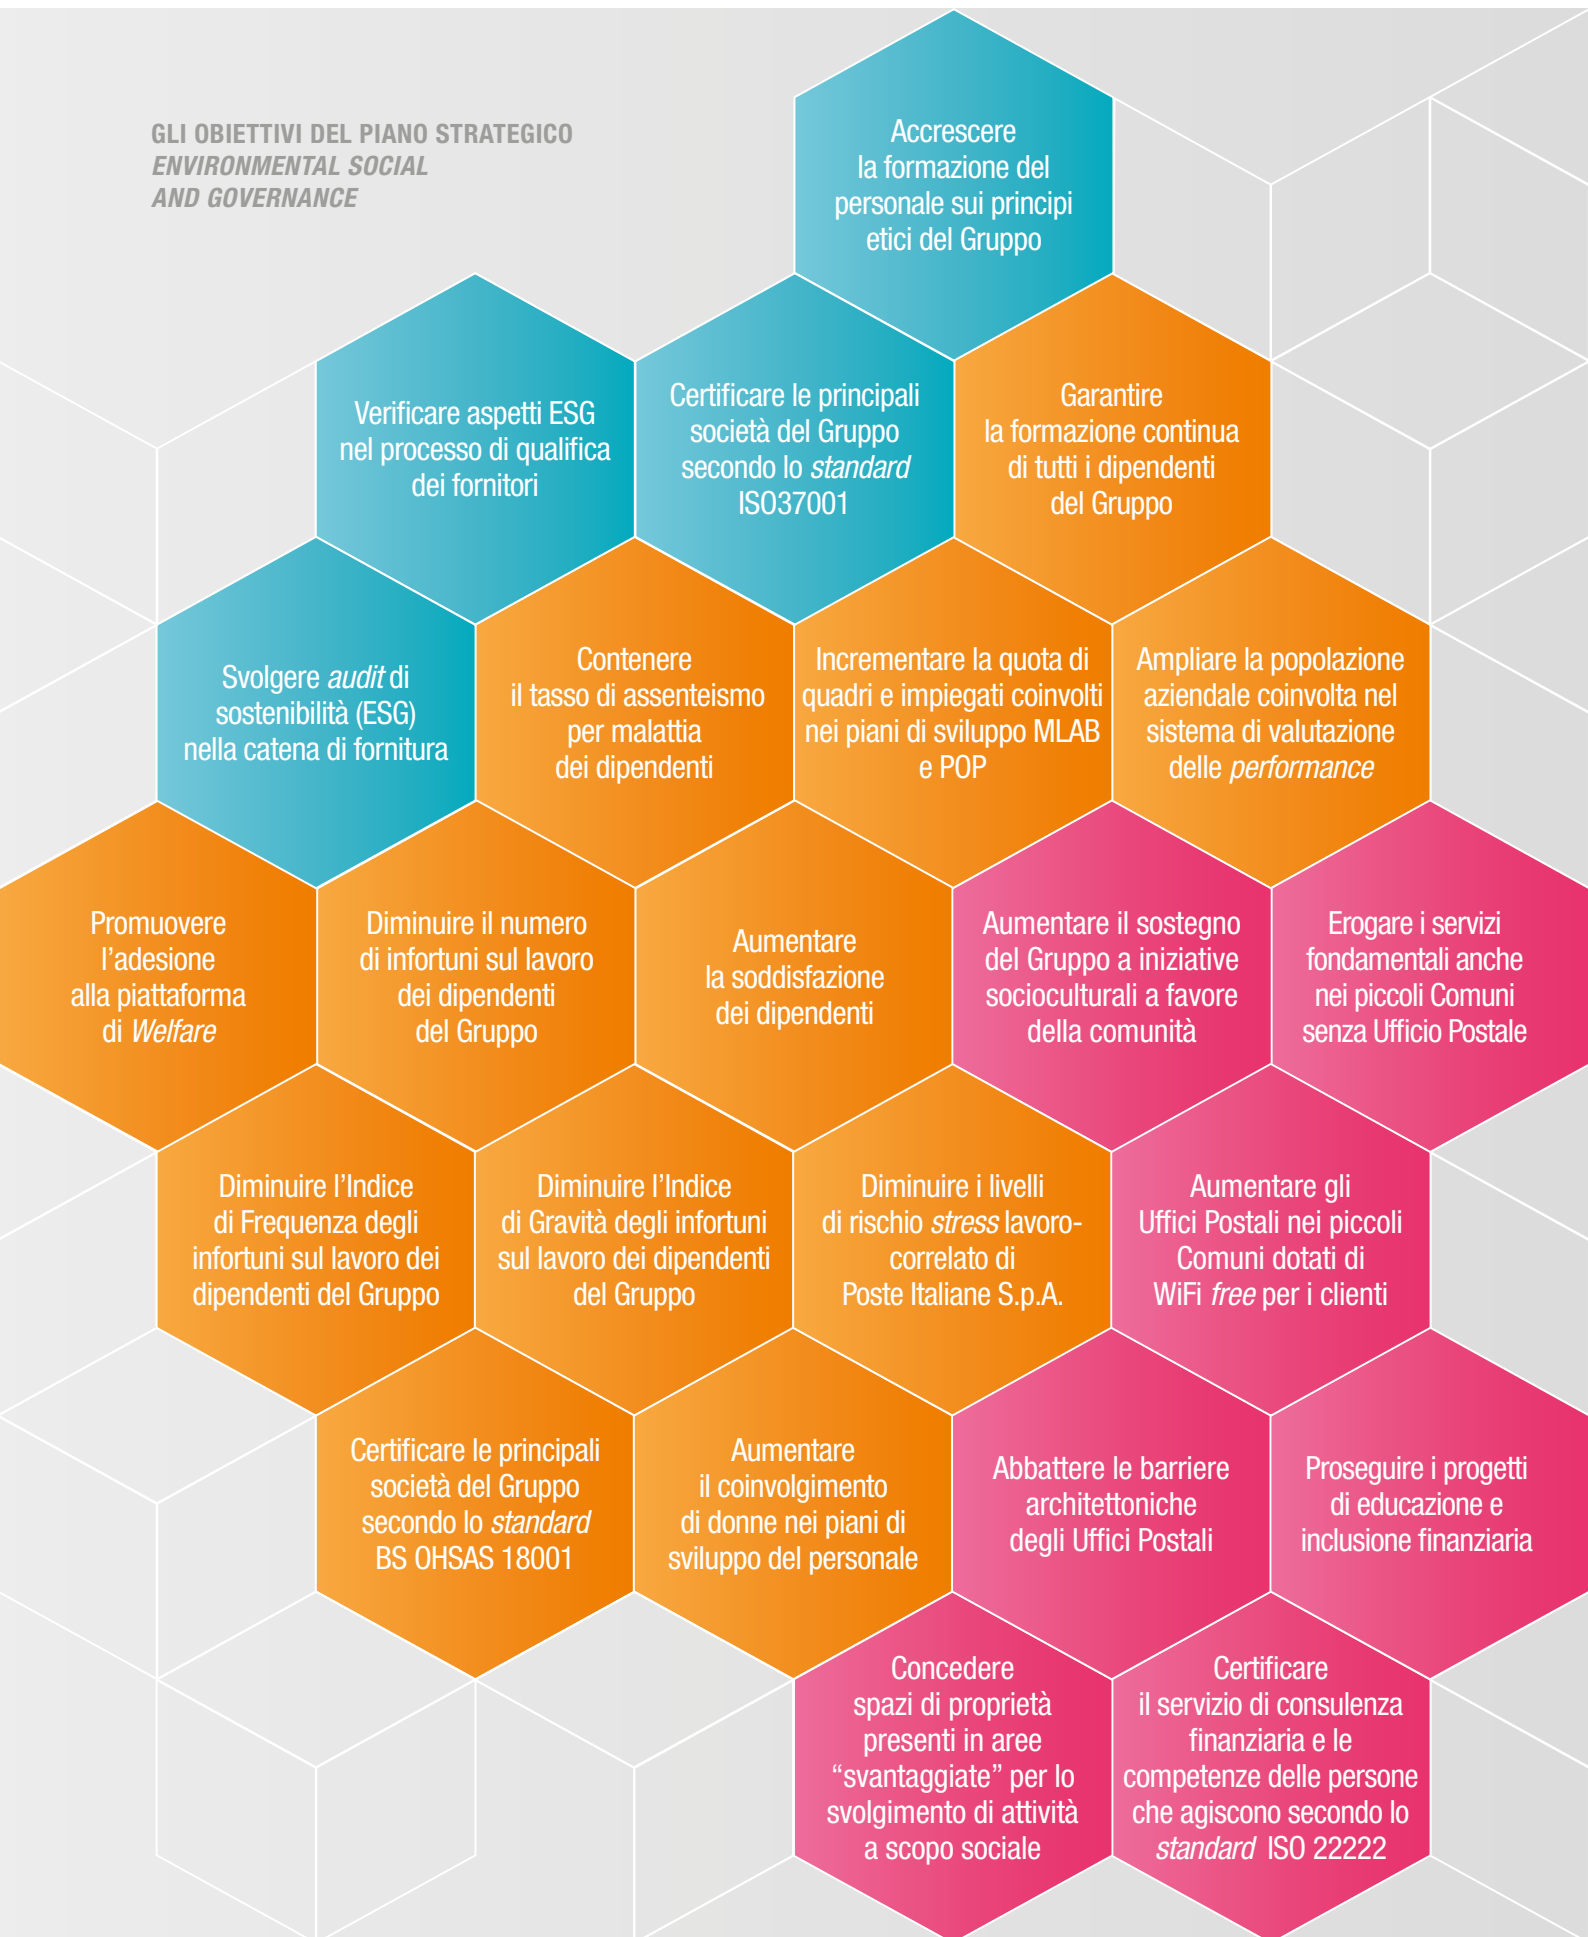 GLI OBIETTIVI DEL PIANO STRATEGICO
ENVIRONMENTAL SOCIAL
AND GOVERNANCE
Accrescere
la formazione del
personale sui principi
etici del Gruppo
Verificare aspetti ESG
nel processo di qualifica
dei fornitori
Certificare le principali
società del Gruppo
secondo lo standard
ISO37001
Garantire
la formazione continua
di tutti i dipendenti
del Gruppo
Svolgere audit di
sostenibilità (ESG)
nella catena di fornitura
Contenere
il tasso di assenteismo
per malattia
dei dipendenti
Incrementare la quota di
quadri e impiegati coinvolti
nei piani di sviluppo MLAB
e POP
Ampliare la popolazione
aziendale coinvolta nel
sistema di valutazione
delle performance
Promuovere
l’adesione
alla piattaforma
di Welfare
Diminuire il numero
di infortuni sul lavoro
dei dipendenti
del Gruppo
Aumentare
la soddisfazione
dei dipendenti
Aumentare il sostegno
del Gruppo a iniziative
socioculturali a favore
della comunità
Erogare i servizi
fondamentali anche
nei piccoli Comuni
senza Ufficio Postale
Diminuire l’Indice
di Frequenza degli
infortuni sul lavoro dei
dipendenti del Gruppo
Diminuire l’Indice
di Gravità degli infortuni
sul lavoro dei dipendenti
del Gruppo
Diminuire i livelli
di rischio stress lavoro-
correlato di
Poste Italiane S.p.A.
Aumentare gli
Uffici Postali nei piccoli
Comuni dotati di
WiFi free per i clienti
Certificare le principali
società del Gruppo
secondo lo standard
BS OHSAS 18001
Aumentare
il coinvolgimento
di donne nei piani di
sviluppo del personale
Abbattere le barriere
architettoniche
degli Uffici Postali
Proseguire i progetti
di educazione e
inclusione finanziaria
Concedere
spazi di proprietà
presenti in aree
“svantaggiate” per lo
svolgimento di attività
a scopo sociale
Certificare
il servizio di consulenza
finanziaria e le
competenze delle persone
che agiscono secondo lo
standard ISO 22222